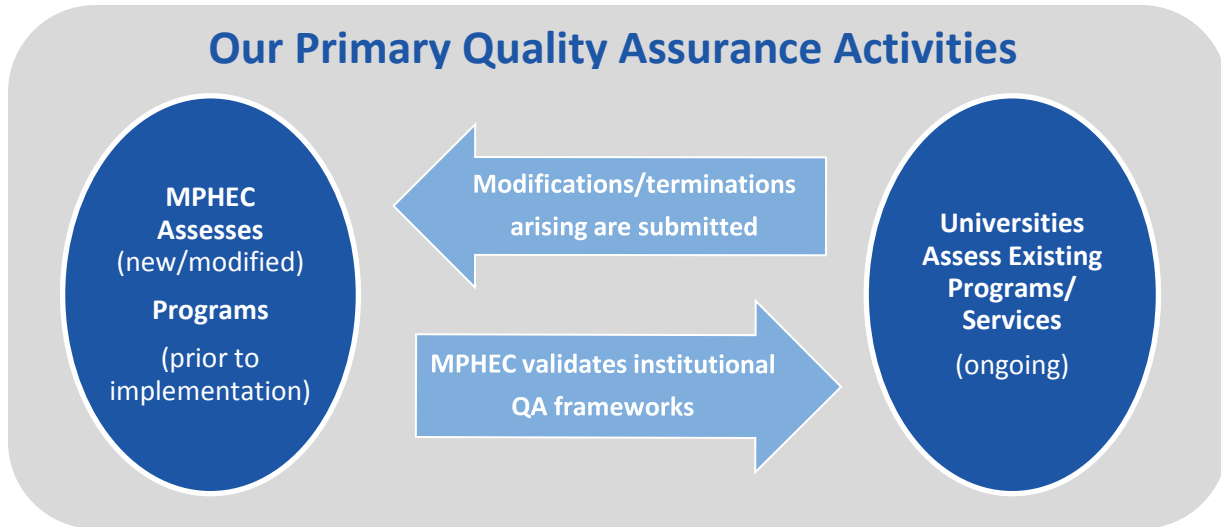 Our Primary Quality Assurance Activities
MPHEC
Assesses
(new/modified)
Programs
(prior to
implementation)
Modifications/terminations
arising are submitted
MPHEC validates institutional
QA frameworks
Universities
Assess Existing
Programs/
Services
(ongoing)